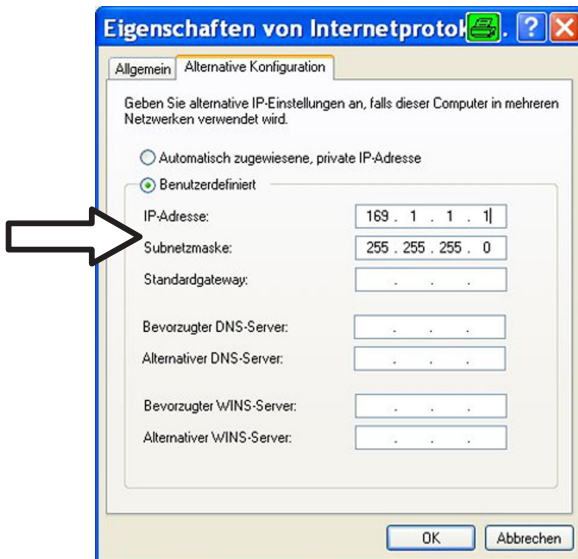 Eigenschaften von Internetprotok . ?
Allgemein
Alternative Konfiguration
Geben Sie alternative IP-Einstellungen an, falls dieser Computer in mehreren
Netzwerken verwendet wird.
Automatisch zugewiesene, private IP-Adresse
Benutzerdefiniert
IP-Adresse: 169 . 1 . 1 . 1
Subnetzmaske: 255 . 255 . 255 . 0
Standardgateway: . . .
Bevorzugter DNS-Server: . . .
Alternativer DNS-Server: . . .
Bevorzugter WINS-Server: . . .
Alternativer WINS-Server: . . .
OK
Abbrechen